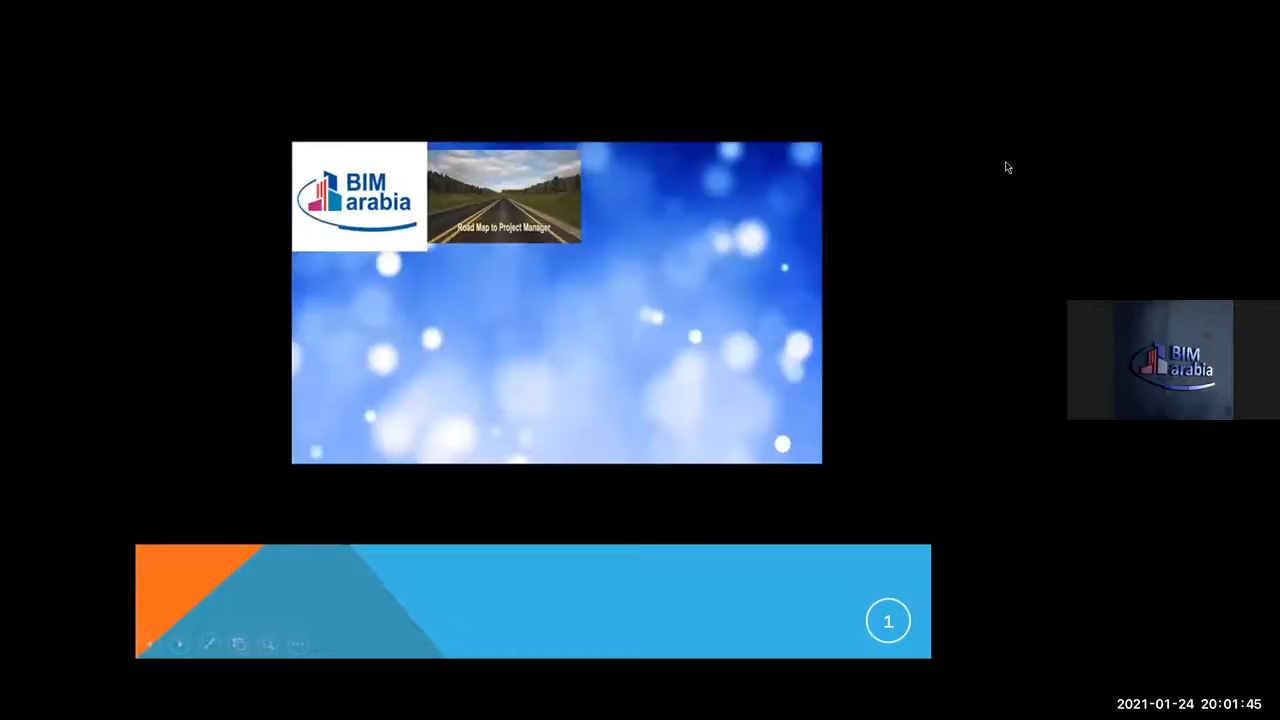 BIM
arabia
Road Map to Project Manager
BIM
arabia
1
2021-01-24 20:01:45